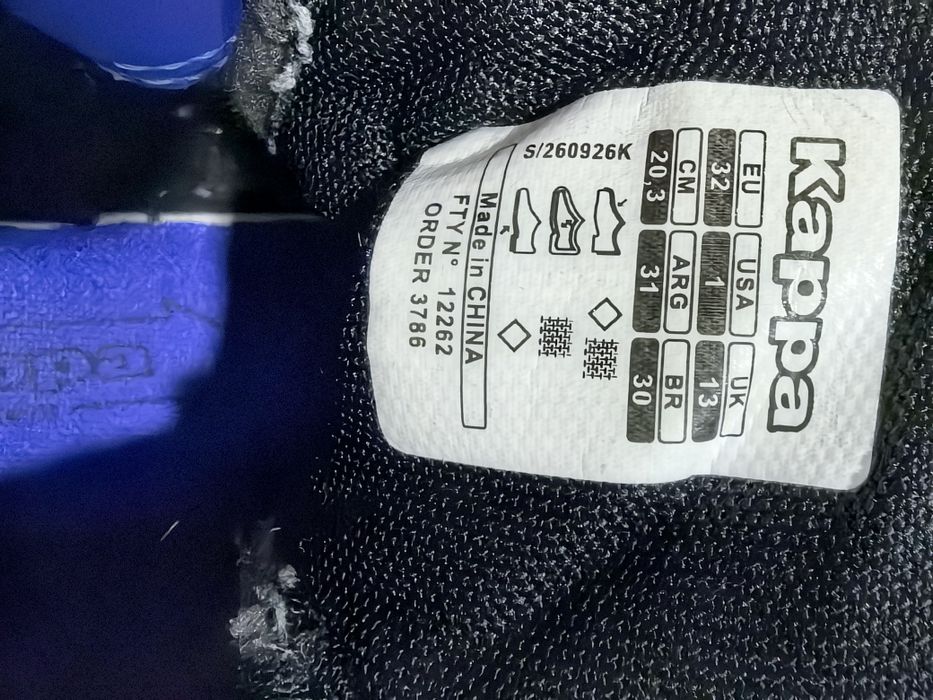 Kappa
EU USA UK
32 1 13
CM ARG BR
20,3 31 30
S/260926K
Made in CHINA
FTY N° 12262
ORDER 3786